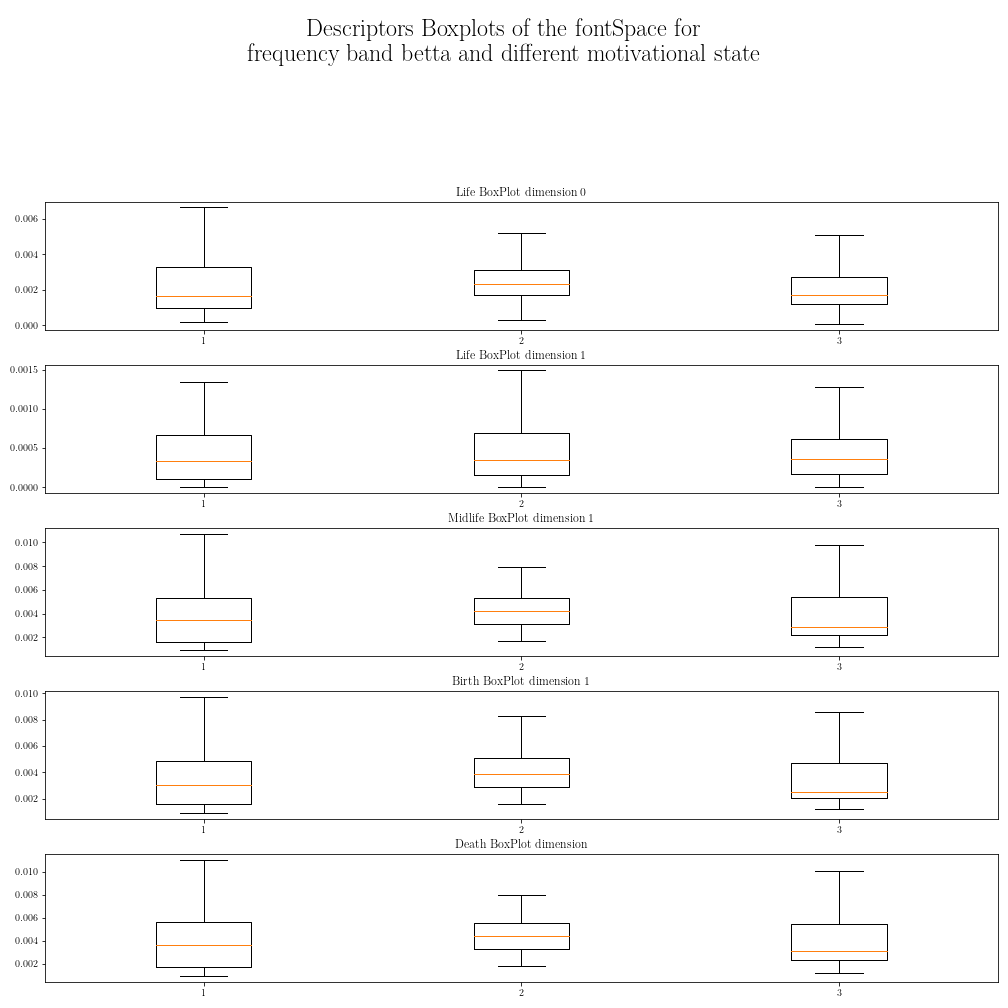 Descriptors Boxplots of the fontSpace for
frequency band betta and different motivational state
Life BoxPlot dimension 0
0.006
0.004
0.002
0.000
1 2 3
Life BoxPlot dimension 1
0.0015
0.0010
0.0005
0.0000
1 2 3
Midlife BoxPlot dimension 1
0.010
0.008
0.006
0.004
0.002
1 2 3
Birth BoxPlot dimension 1
0.010
0.008
0.006
0.004
0.002
1 2 3
Death BoxPlot dimension
0.010
0.008
0.006
0.004
0.002
1 2 3